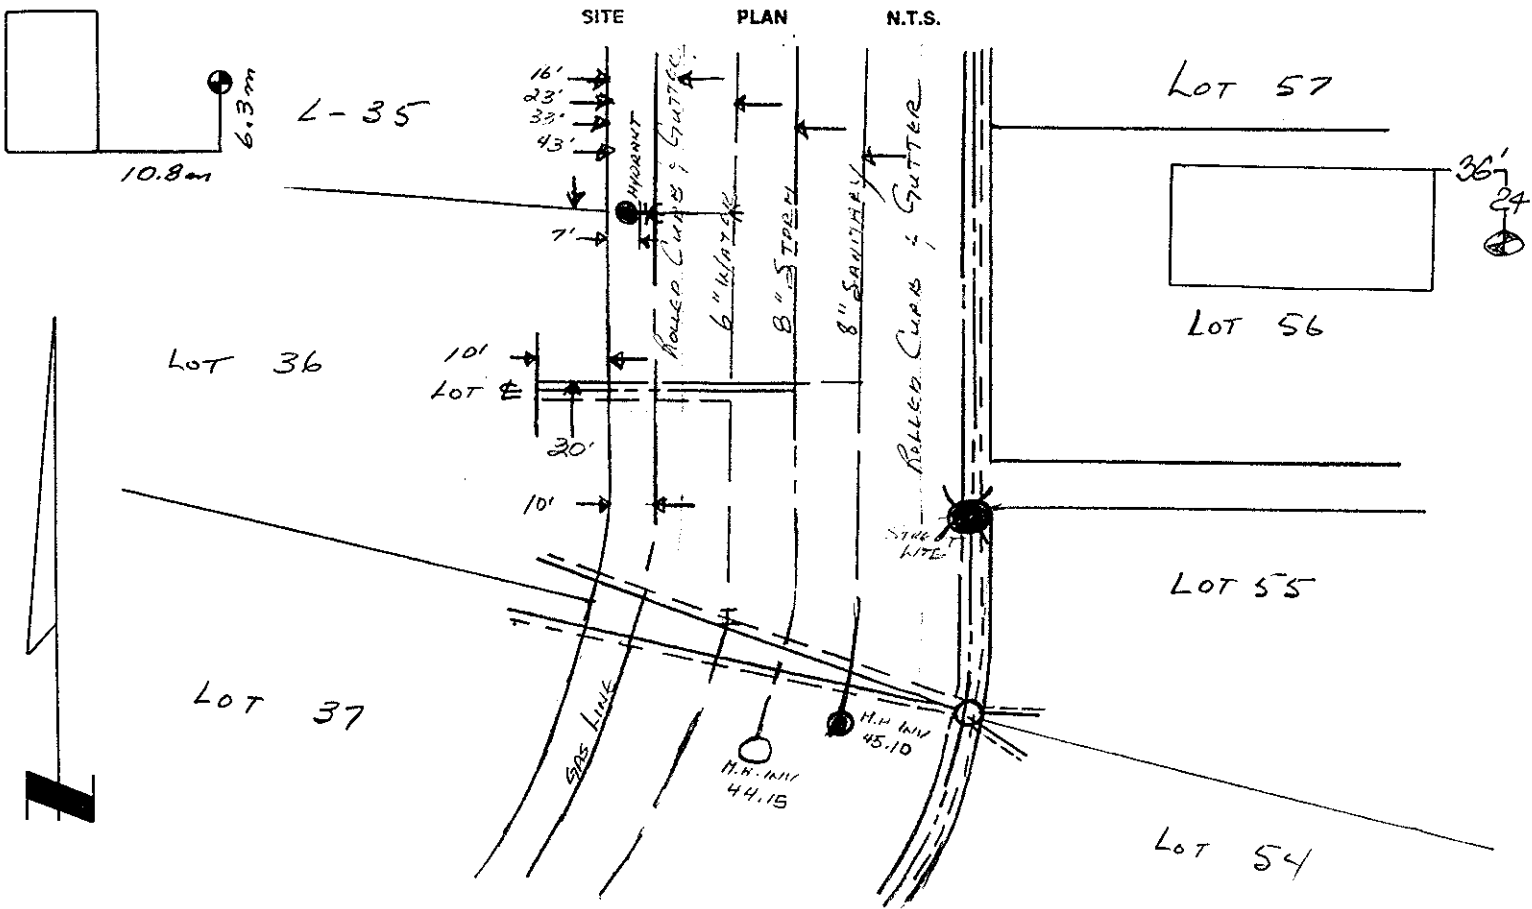 SITE PLAN N.T.S.
6.3m
10.8m
L-35
16'
23'
33'
43'
HYDRANT
7'
ROLLED CURB & GUTTER
6" WATER
8" STORM
8" SANITARY
ROLLED CURB & GUTTER
LOT 57
36'
24
LOT 56
LOT 36
10'
LOT ℄
30'
10'
STREET
LITE
LOT 55
LOT 37
GAS LINE
M.H. INV
44.15
M.H INV
45.10
LOT 54